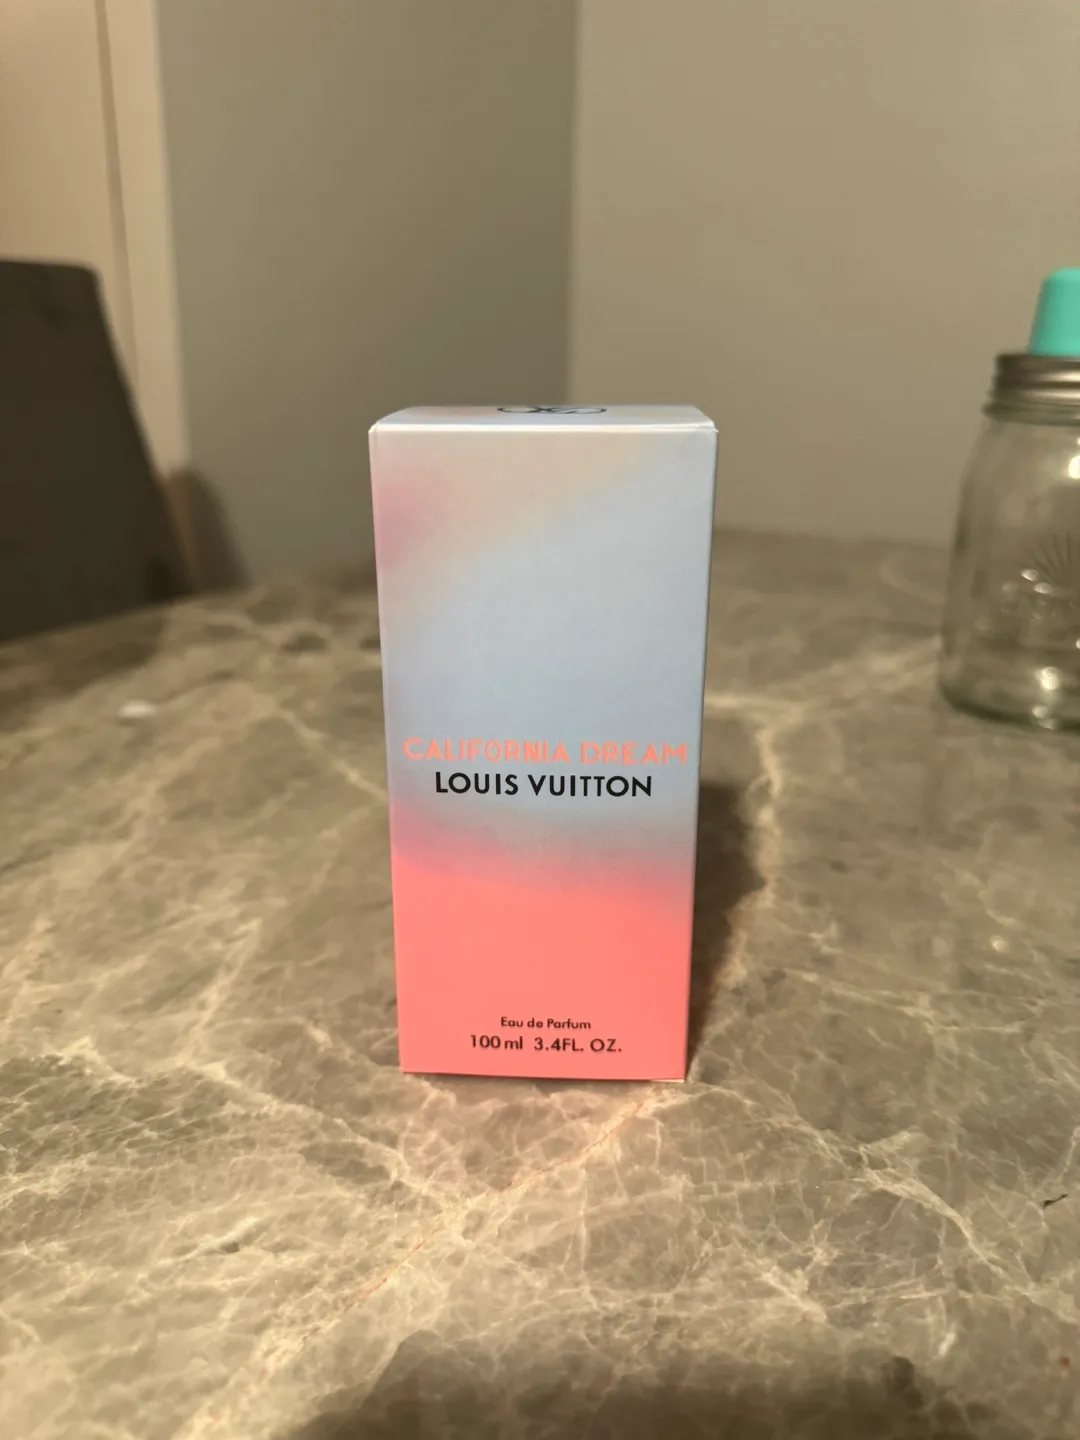 CALIFORNIA DREAM
LOUIS VUITTON
Eau de Parfum
100 ml 3.4FL. OZ.